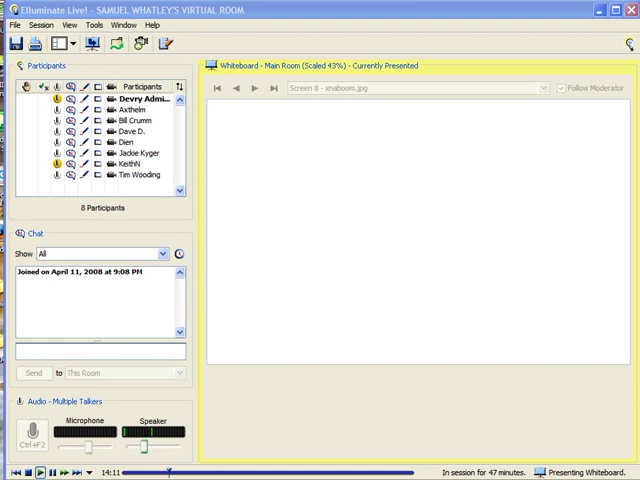 Elluminate Live! - SAMUEL WHATLEY'S VIRTUAL ROOM
File Session View Tools Window Help
Participants
Participants
Devry Admi...
Axthelm
Bill Crumm
Dave D.
Dien
Jackie Kyger
KeithN
Tim Wooding
8 Participants
Chat
Show All
Joined on April 11, 2008 at 9:08 PM
Send to This Room
Audio - Multiple Talkers
Microphone Speaker
Ctrl+F2
Whiteboard - Main Room (Scaled 43%) - Currently Presented
Screen 8 - xnaboom.jpg Follow Moderator
14:11 In session for 47 minutes. Presenting Whiteboard.